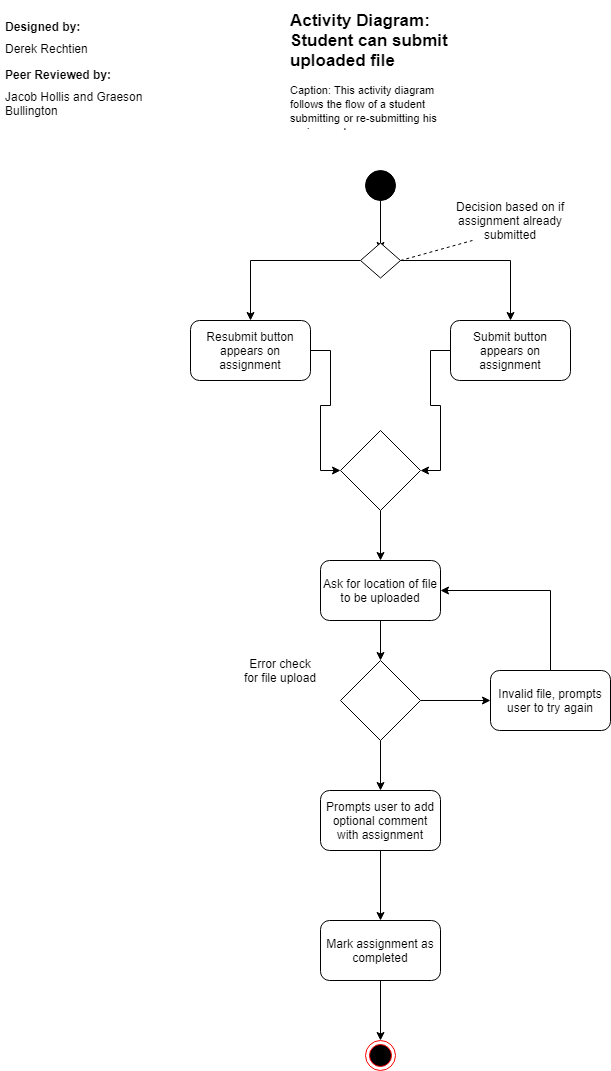 Designed by:
Derek Rechtien
Peer Reviewed by:
Jacob Hollis and Graeson
Bullington
Activity Diagram:
Student can submit
uploaded file
Caption: This activity diagram
follows the flow of a student
submitting or re-submitting his
Decision based on if
assignment already
submitted
Resubmit button
appears on
assignment
Submit button
appears on
assignment
Ask for location of file
to be uploaded
Error check
for file upload
Invalid file, prompts
user to try again
Prompts user to add
optional comment
with assignment
Mark assignment as
completed